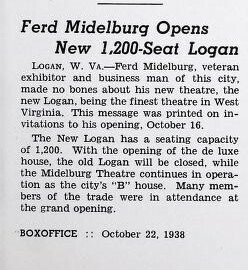 Ferd Midelburg Opens
New 1,200-Seat Logan
LOGAN, W. VA.—Ferd Midelburg, veteran
exhibitor and business man of this city,
made no bones about his new theatre, the
new Logan, being the finest theatre in West
Virginia. This message was printed on in-
vitations to his opening, October 16.
The New Logan has a seating capacity
of 1,200. With the opening of the de luxe
house, the old Logan will be closed, while
the Midelburg Theatre continues in opera-
tion as the city's "B" house. Many mem-
bers of the trade were in attendance at
the grand opening.
BOXOFFICE :: October 22, 1938